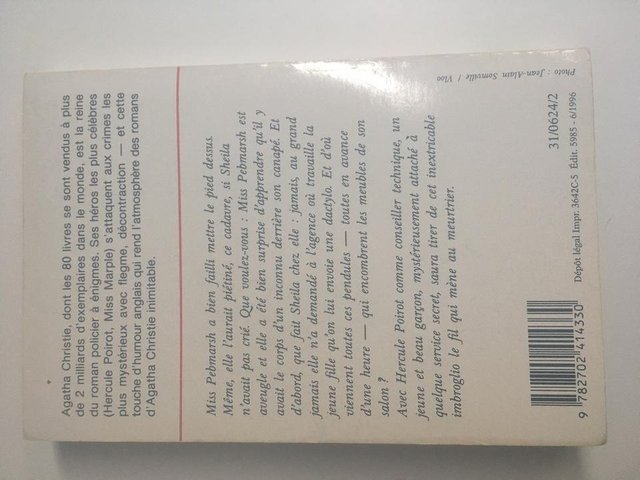 Agatha Christie, dont les 80 livres se sont vendus à plus
de 2 milliards d'exemplaires dans le monde, est la reine
du roman policier à énigmes. Ses héros les plus célèbres
(Hercule Poirot, Miss Marple) s'attaquent aux crimes les
plus mystérieux avec flegme, décontraction — et cette
touche d'humour anglais qui rend l'atmosphère des romans
d'Agatha Christie inimitable.
Miss Pebmarsh a bien failli mettre le pied dessus.
Même, elle l'aurait piétiné, ce cadavre, si Sheila
n'avait pas crié. Que voulez-vous : Miss Pebmarsh est
aveugle et elle a été bien surprise d'apprendre qu'il y
avait le corps d'un inconnu derrière son canapé. Et
d'abord, que fait Sheila chez elle : jamais, au grand
jamais elle n'a demandé à l'agence où travaille la
jeune fille qu'on lui envoie une dactylo. Et d'où
viennent toutes ces pendules — toutes en avance
d'une heure — qui encombrent les meubles de son
salon ?
Avec Hercule Poirot comme conseiller technique, un
jeune et beau garçon, mystérieusement attaché à
quelque service secret, saura tirer de cet inextricable
imbroglio le fil qui mène au meurtrier.
Photo : Jean-Alain Somville / Vloo
31/0624/2
Dépôt légal Impr. 3642C-5 Édit. 5985 - 6/1996
9 782702 414330